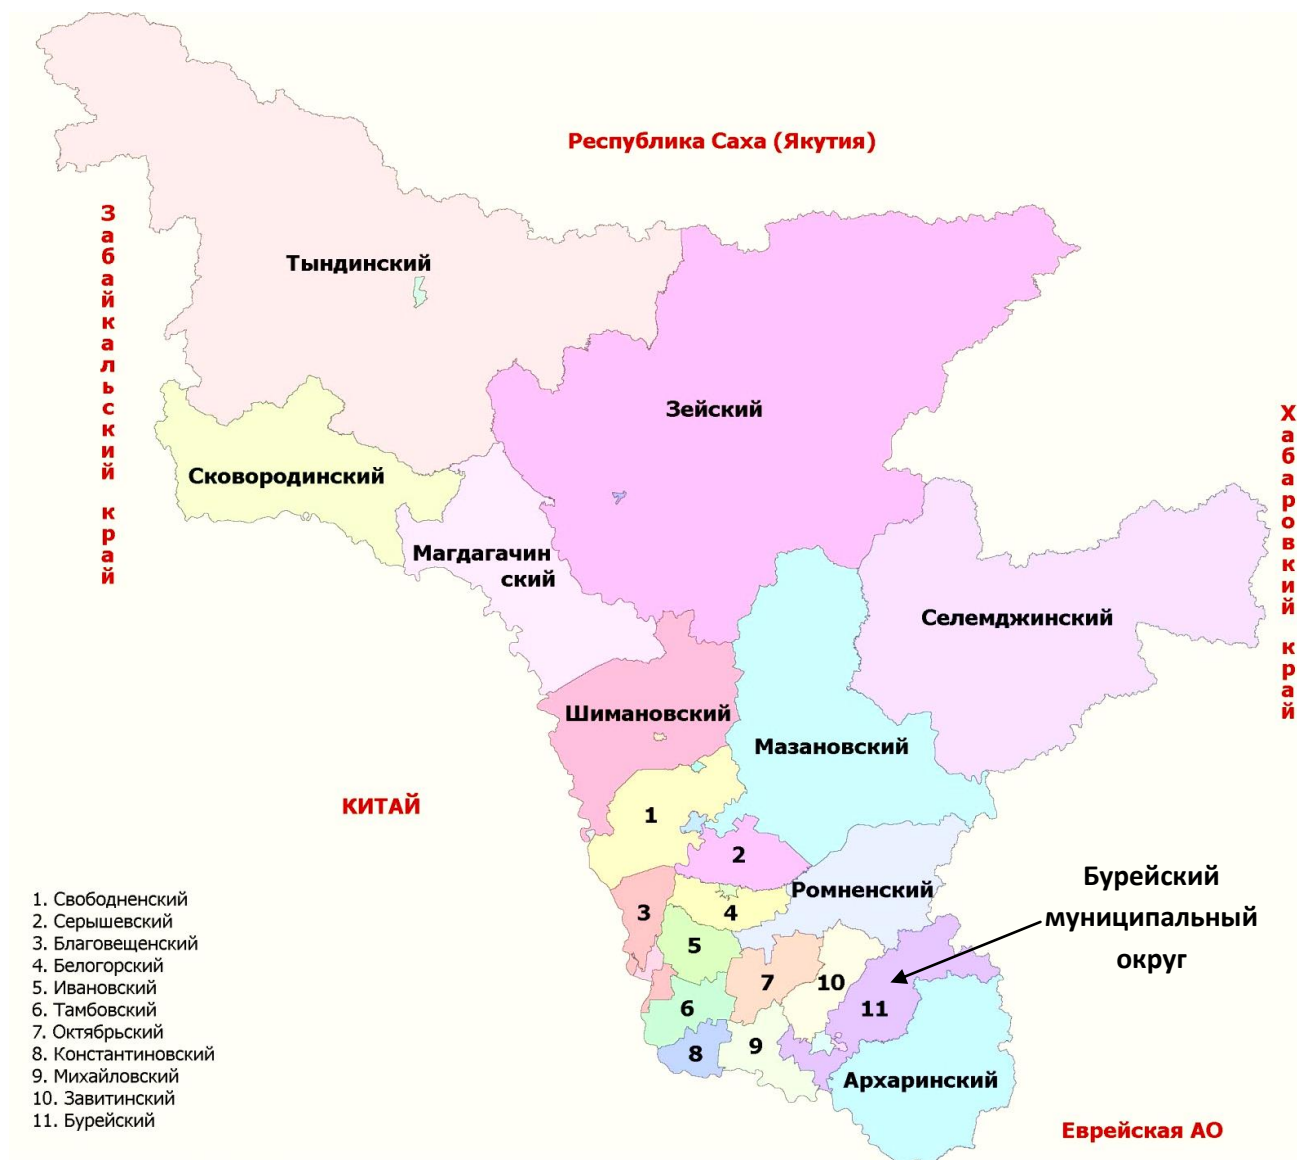 Республика Саха (Якутия)
Забайкальский край
Тындинский
Зейский
Хабаровский край
Сковородинский
Магдагачин
ский
Селемджинский
Шимановский
Мазановский
КИТАЙ
1
2
Ромненский
Бурейский
муниципальный
округ
3
4
5
7
10
11
6
8
9
Архаринский
Еврейская АО
1. Свободненский
2. Серышевский
3. Благовещенский
4. Белогорский
5. Ивановский
6. Тамбовский
7. Октябрьский
8. Константиновский
9. Михайловский
10. Завитинский
11. Бурейский